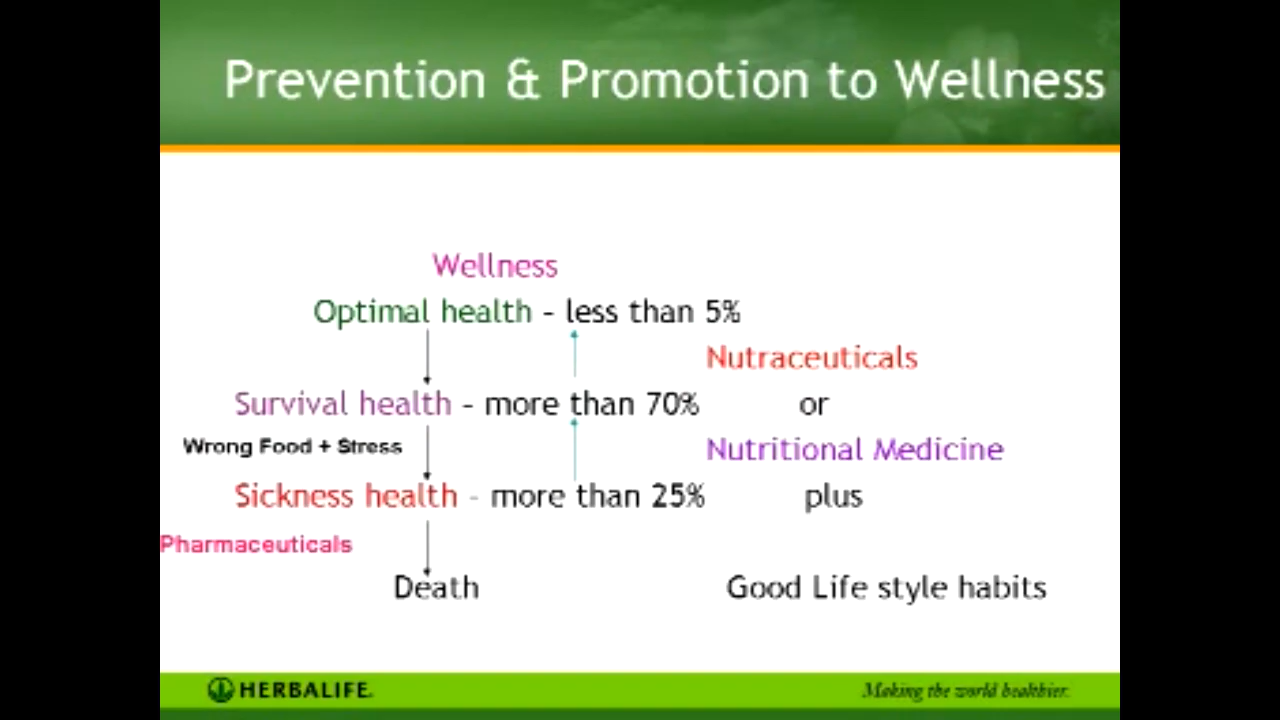 Prevention & Promotion to Wellness
Wellness
Optimal health - less than 5%
Nutraceuticals
Survival health - more than 70% or
Wrong Food + Stress
Nutritional Medicine
Sickness health - more than 25% plus
Pharmaceuticals
Death Good Life style habits
HERBALIFE. Making the world healthier.